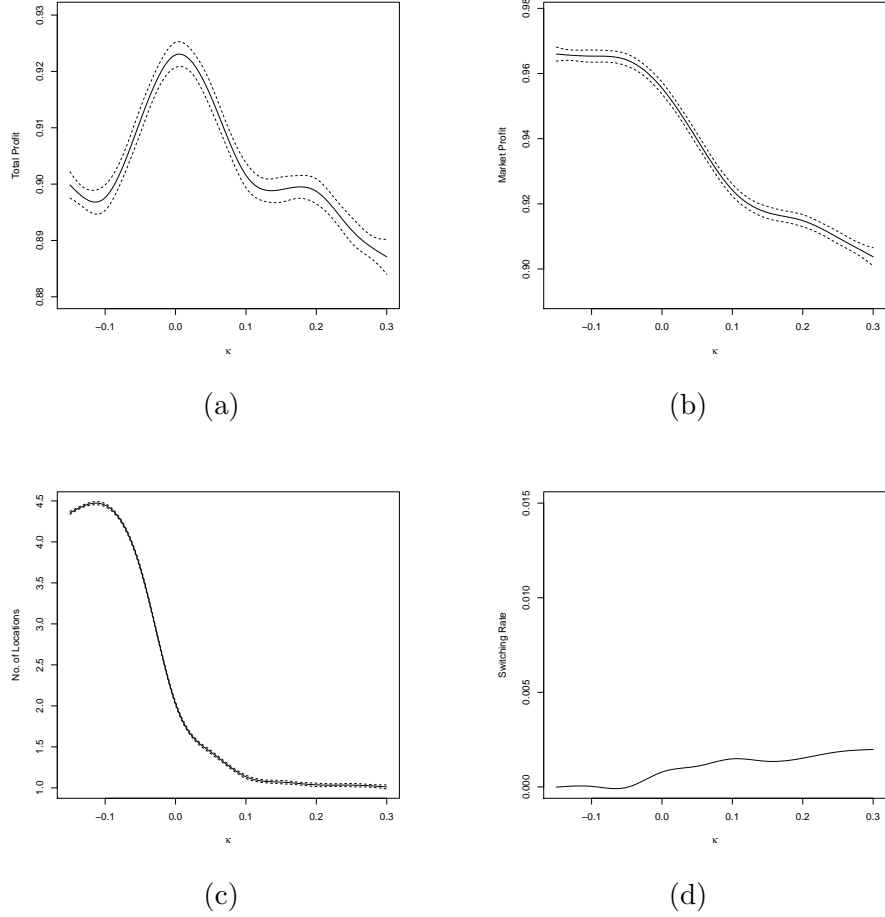 0.88 0.89 0.90 0.91 0.92 0.93
Total Profit
−0.1 0.0 0.1 0.2 0.3
κ
(a)
0.90 0.92 0.94 0.96 0.98
Market Profit
−0.1 0.0 0.1 0.2 0.3
κ
(b)
1.0 1.5 2.0 2.5 3.0 3.5 4.0 4.5
No. of Locations
−0.1 0.0 0.1 0.2 0.3
κ
(c)
0.000 0.005 0.010 0.015
Switching Rate
−0.1 0.0 0.1 0.2 0.3
κ
(d)